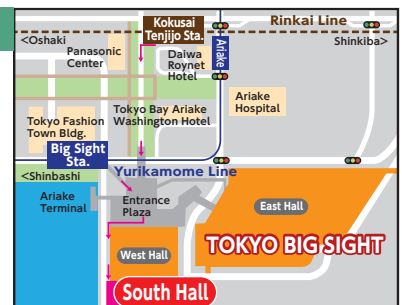 Kokusai
Tenjijo Sta.
Rinkai Line
<Oshaki
Shinkiba>
Panasonic
Center
Daiwa
Roynet
Hotel
Ariake
Ariake
Hospital
Tokyo Fashion
Town Bldg.
Tokyo Bay Ariake
Washington Hotel
Big Sight
Sta.
Yurikamome Line
<Shinbashi
Ariake
Terminal
Entrance
Plaza
East Hall
TOKYO BIG SIGHT
West Hall
South Hall